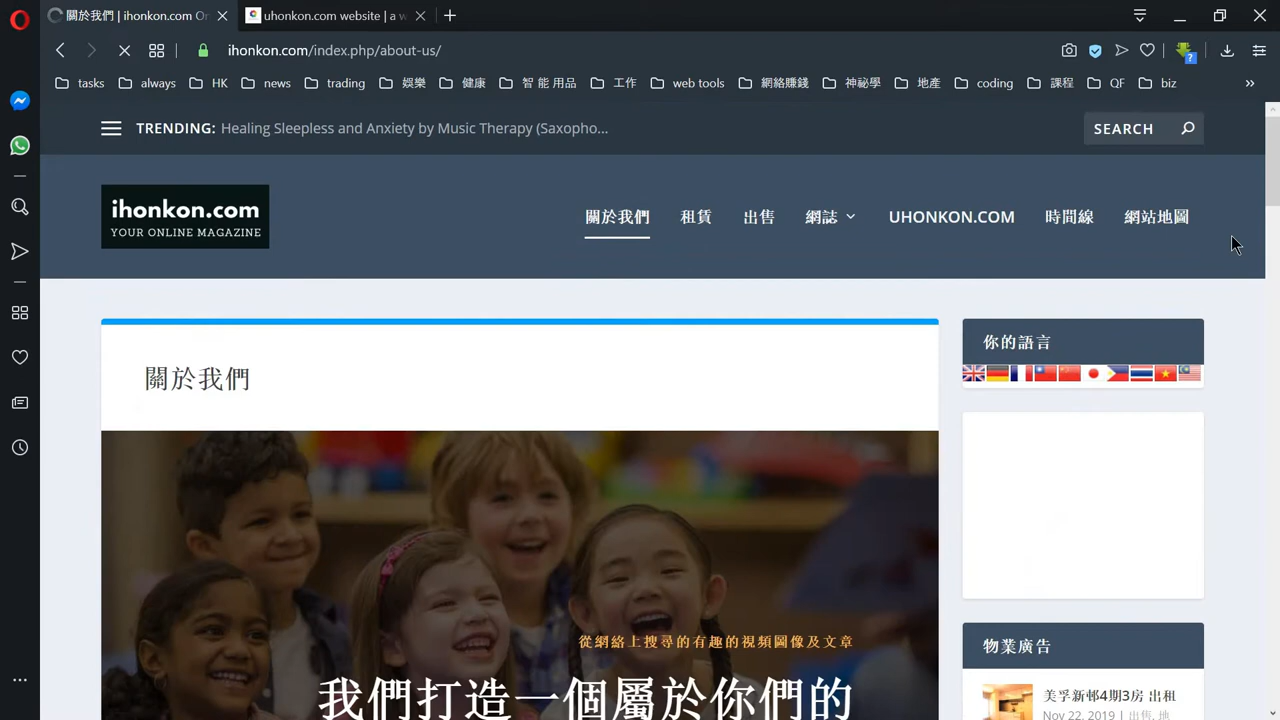 關於我們 | ihonkon.com On
uhonkon.com website | a w
ihonkon.com/index.php/about-us/
tasks always HK news trading 娛樂 健康 智能用品 工作 web tools 網絡賺錢 神祕學 地產 coding 課程 QF biz »
TRENDING: Healing Sleepless and Anxiety by Music Therapy (Saxopho...
SEARCH
ihonkon.com
YOUR ONLINE MAGAZINE
關於我們 租賃 出售 網誌 UHONKON.COM 時間線 網站地圖
關於我們
你的語言
從網絡上搜尋的有趣的視頻圖像及文章
我們打造一個屬於你們的
物業廣告
美孚新邨4期3房 出租
Nov 22, 2019 | 出售, 地